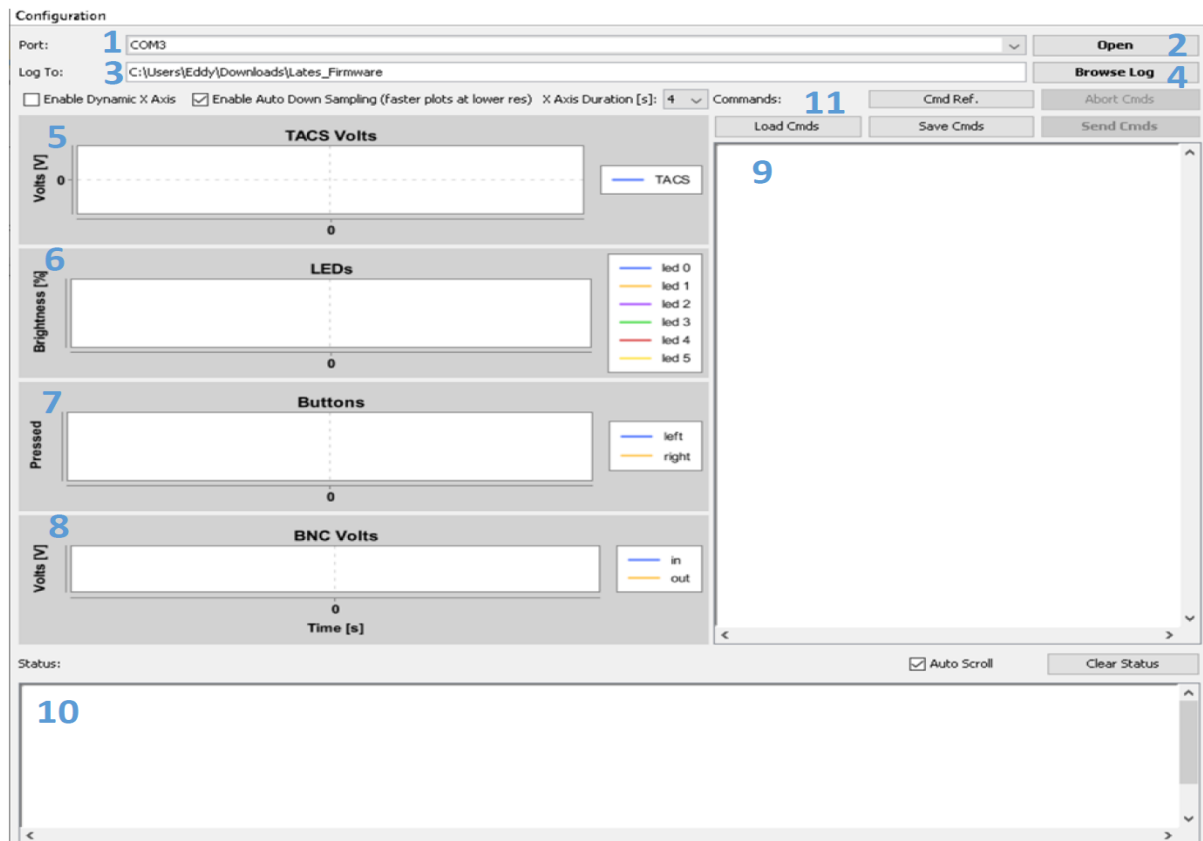 Configuration
Port: 1 COM3 Open 2
Log To: 3 C:\Users\Eddy\Downloads\Lates_Firmware Browse Log 4
Enable Dynamic X Axis Enable Auto Down Sampling (faster plots at lower res) X Axis Duration [s]: 4 Commands: 11 Cmd Ref. Abort Cmds
Load Cmds Save Cmds Send Cmds
5
TACS Volts
Volts [V]
0
TACS
0
6
LEDs
Brightness [%]
led 0
led 1
led 2
led 3
led 4
led 5
0
7
Buttons
Pressed
left
right
0
8
BNC Volts
Volts [V]
in
out
0
Time [s]
9
Status: Auto Scroll Clear Status
10